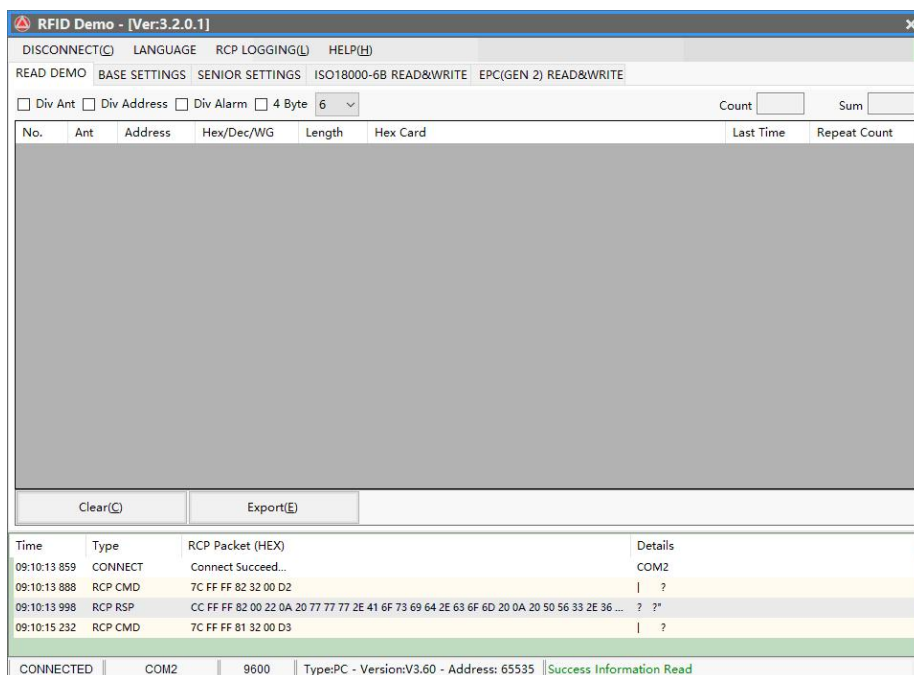 RFID Demo - [Ver:3.2.0.1]
DISCONNECT(C) LANGUAGE RCP LOGGING(L) HELP(H)
READ DEMO BASE SETTINGS SENIOR SETTINGS ISO18000-6B READ&WRITE EPC(GEN 2) READ&WRITE
Div Ant Div Address Div Alarm 4 Byte 6 Count Sum
No. Ant Address Hex/Dec/WG Length Hex Card Last Time Repeat Count
Clear(C) Export(E)
Time Type RCP Packet (HEX) Details
09:10:13 859 CONNECT Connect Succeed... COM2
09:10:13 888 RCP CMD 7C FF FF 82 32 00 D2 | ?
09:10:13 998 RCP RSP CC FF FF 82 00 22 0A 20 77 77 77 2E 41 6F 73 69 64 2E 63 6F 6D 20 0A 20 50 56 33 2E 36 ... ? ?"
09:10:15 232 RCP CMD 7C FF FF 81 32 00 D3 | ?
CONNECTED COM2 9600 Type:PC - Version:V3.60 - Address: 65535 Success Information Read